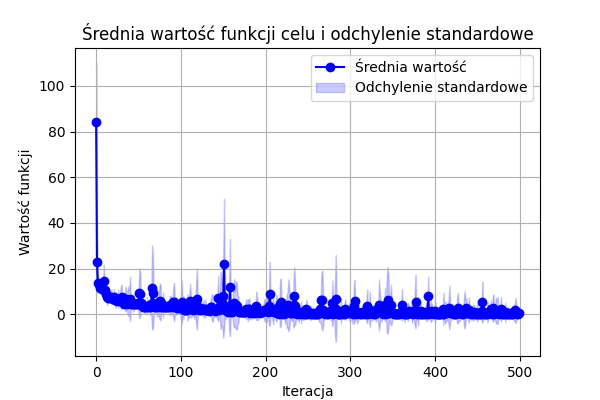 Średnia wartość funkcji celu i odchylenie standardowe
Średnia wartość
Odchylenie standardowe
Wartość funkcji
100
80
60
40
20
0
0 100 200 300 400 500
Iteracja